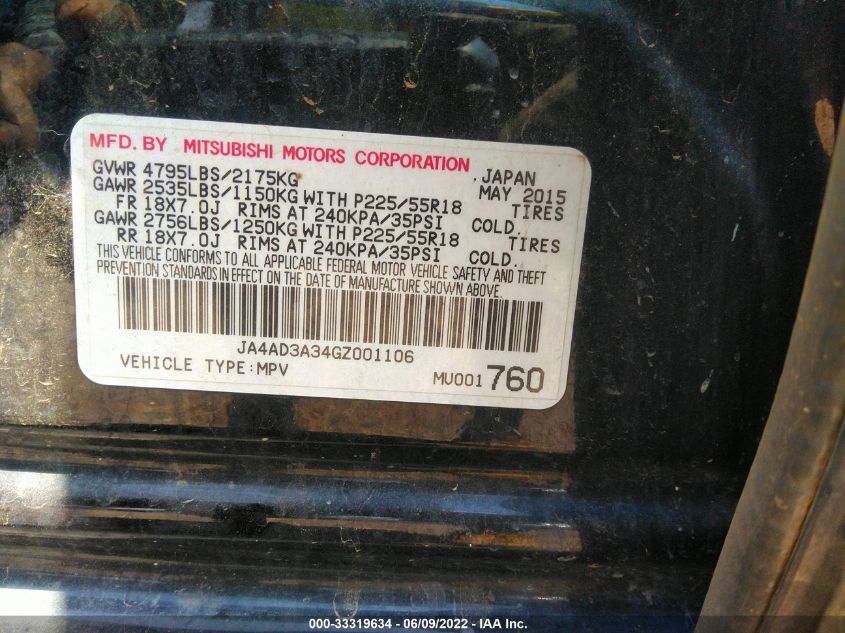 MFD. BY MITSUBISHI MOTORS CORPORATION, JAPAN
GVWR 4795LBS/2175KG MAY 2015
GAWR 2535LBS/1150KG WITH P225/55R18 TIRES
FR 18X7.0J RIMS AT 240KPA/35PSI COLD.
GAWR 2756LBS/1250KG WITH P225/55R18 TIRES
RR 18X7.0J RIMS AT 240KPA/35PSI COLD.
THIS VEHICLE CONFORMS TO ALL APPLICABLE FEDERAL MOTOR VEHICLE SAFETY AND THEFT
PREVENTION STANDARDS IN EFFECT ON THE DATE OF MANUFACTURE SHOWN ABOVE.
JA4AD3A34GZ001106
VEHICLE TYPE:MPV MU001760
000-33319634 - 06/09/2022 - IAA Inc.